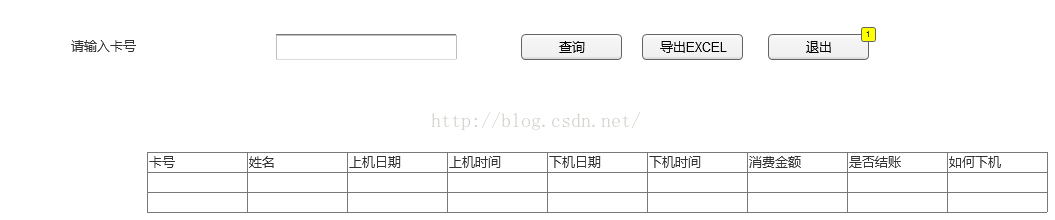 请输入卡号 查询 导出EXCEL 退出 1
http://blog.csdn.net/
卡号 姓名 上机日期 上机时间 下机日期 下机时间 消费金额 是否结账 如何下机